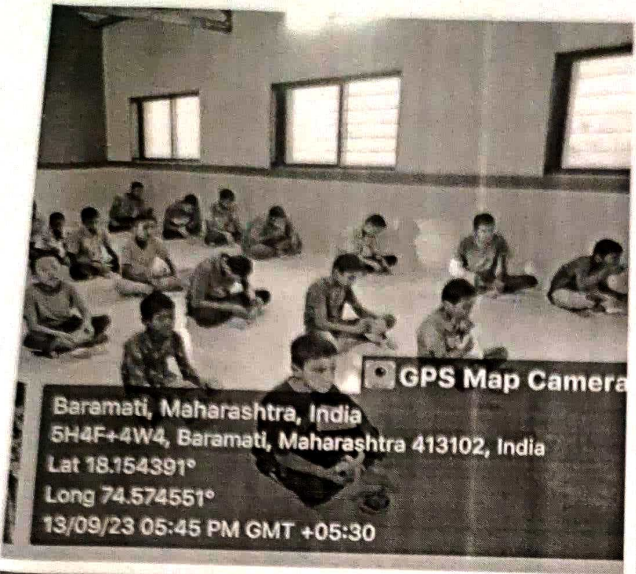 GPS Map Camera
Baramati, Maharashtra, India
5H4F+4W4, Baramati, Maharashtra 413102, India
Lat 18.154391°
Long 74.574551°
13/09/23 05:45 PM GMT +05:30